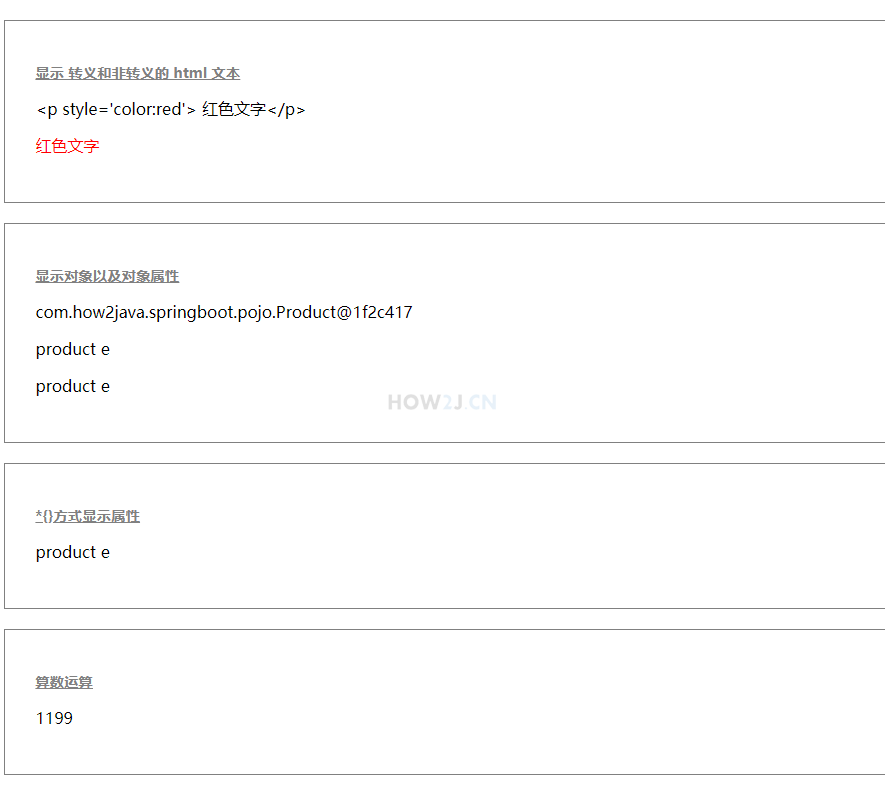 显示 转义和非转义的 html 文本
<p style='color:red'> 红色文字</p>
红色文字
显示对象以及对象属性
com.how2java.springboot.pojo.Product@1f2c417
product e
product e
HOW2J.CN
*{}方式显示属性
product e
算数运算
1199